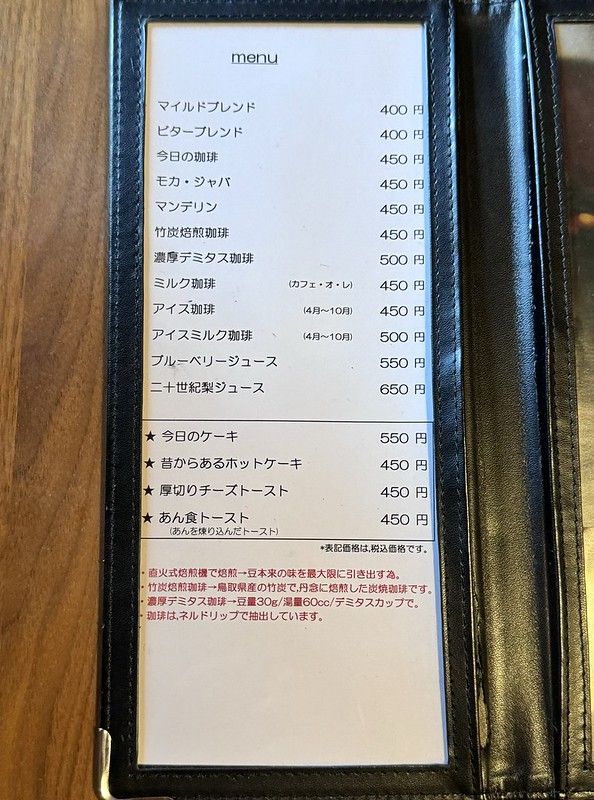 menu
マイルドブレンド 400 円
ビターブレンド 400 円
今日の珈琲 450 円
モカ・ジャバ 450 円
マンデリン 450 円
竹炭焙煎珈琲 450 円
濃厚デミタス珈琲 500 円
ミルク珈琲 (カフェ・オ・レ) 450 円
アイス珈琲 (4月～10月) 450 円
アイスミルク珈琲 (4月～10月) 500 円
ブルーベリージュース 550 円
二十世紀梨ジュース 650 円
★ 今日のケーキ 550 円
★ 昔からあるホットケーキ 450 円
★ 厚切りチーズトースト 450 円
★ あん食トースト 450 円
(あんを煉り込んだトースト)
*表記価格は,税込価格です。
・直火式焙煎機で焙煎→豆本来の味を最大限に引き出す為。
・竹炭焙煎珈琲→鳥取県産の竹炭で,丹念に焙煎した炭焼珈琲です。
・濃厚デミタス珈琲→豆量30g/湯量60cc/デミタスカップで。
・珈琲は,ネルドリップで抽出しています。